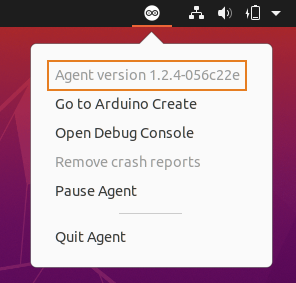 Agent version 1.2.4-056c22e
Go to Arduino Create
Open Debug Console
Remove crash reports
Pause Agent
Quit Agent